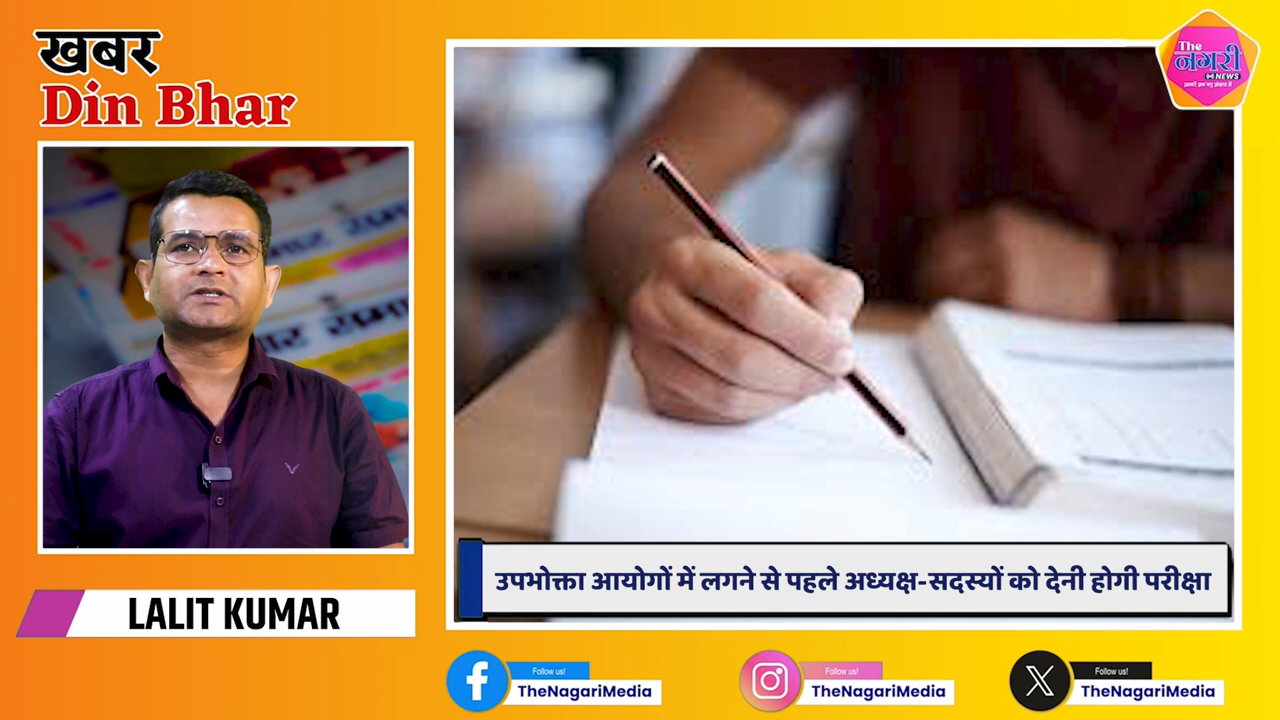 खबर
Din Bhar
The
नगरी
NEWS
LALIT KUMAR
उपभोक्ता आयोगों में लगने से पहले अध्यक्ष-सदस्यों को देनी होगी परीक्षा
Follow us!
TheNagariMedia
Follow us!
TheNagariMedia
Follow us!
TheNagariMedia